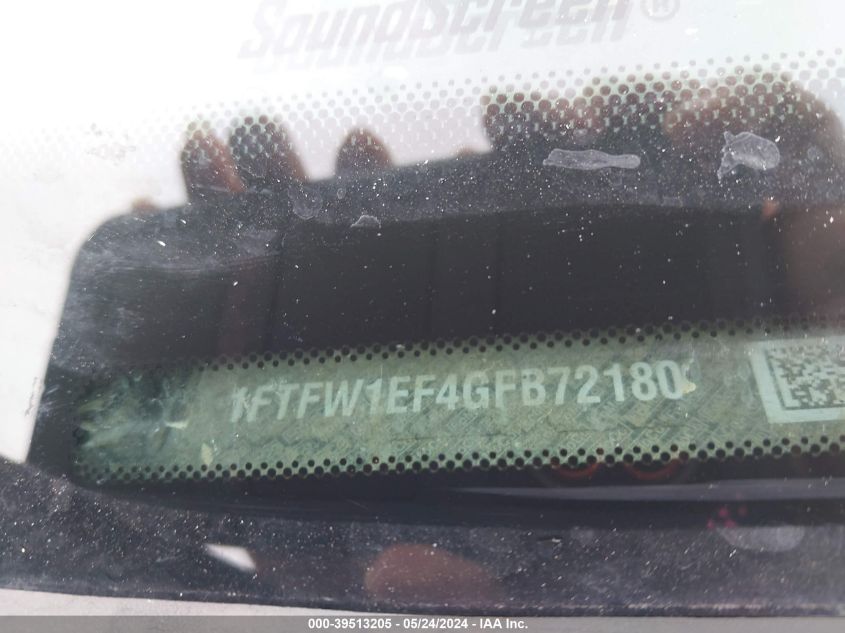 SoundScreen®
1FTFW1EF4GFB72180
000-39513205 - 05/24/2024 - IAA Inc.